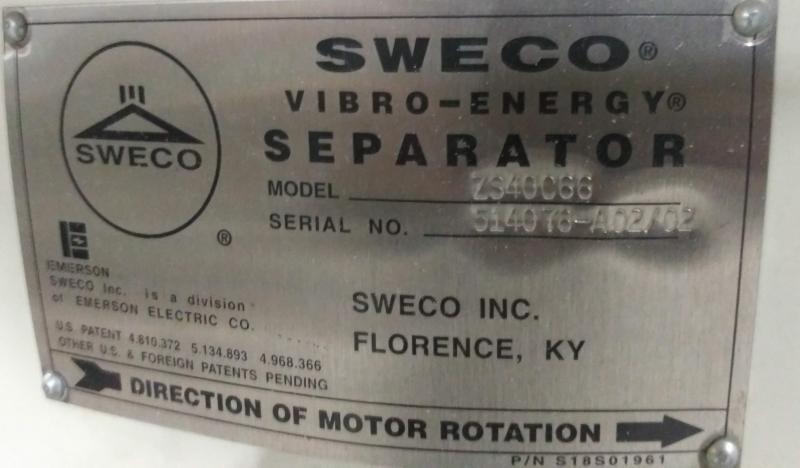 SWECO®
VIBRO-ENERGY®
SEPARATOR
SWECO
®
MODEL ZS40C66
SERIAL NO. 514076-A02/02
EMERSON
SWECO Inc. is a division
of EMERSON ELECTRIC CO.
SWECO INC.
FLORENCE, KY
U.S. PATENT 4.810.372 5.134.893 4.968.366
OTHER U.S. & FOREIGN PATENTS PENDING
DIRECTION OF MOTOR ROTATION
P/N S18S01961